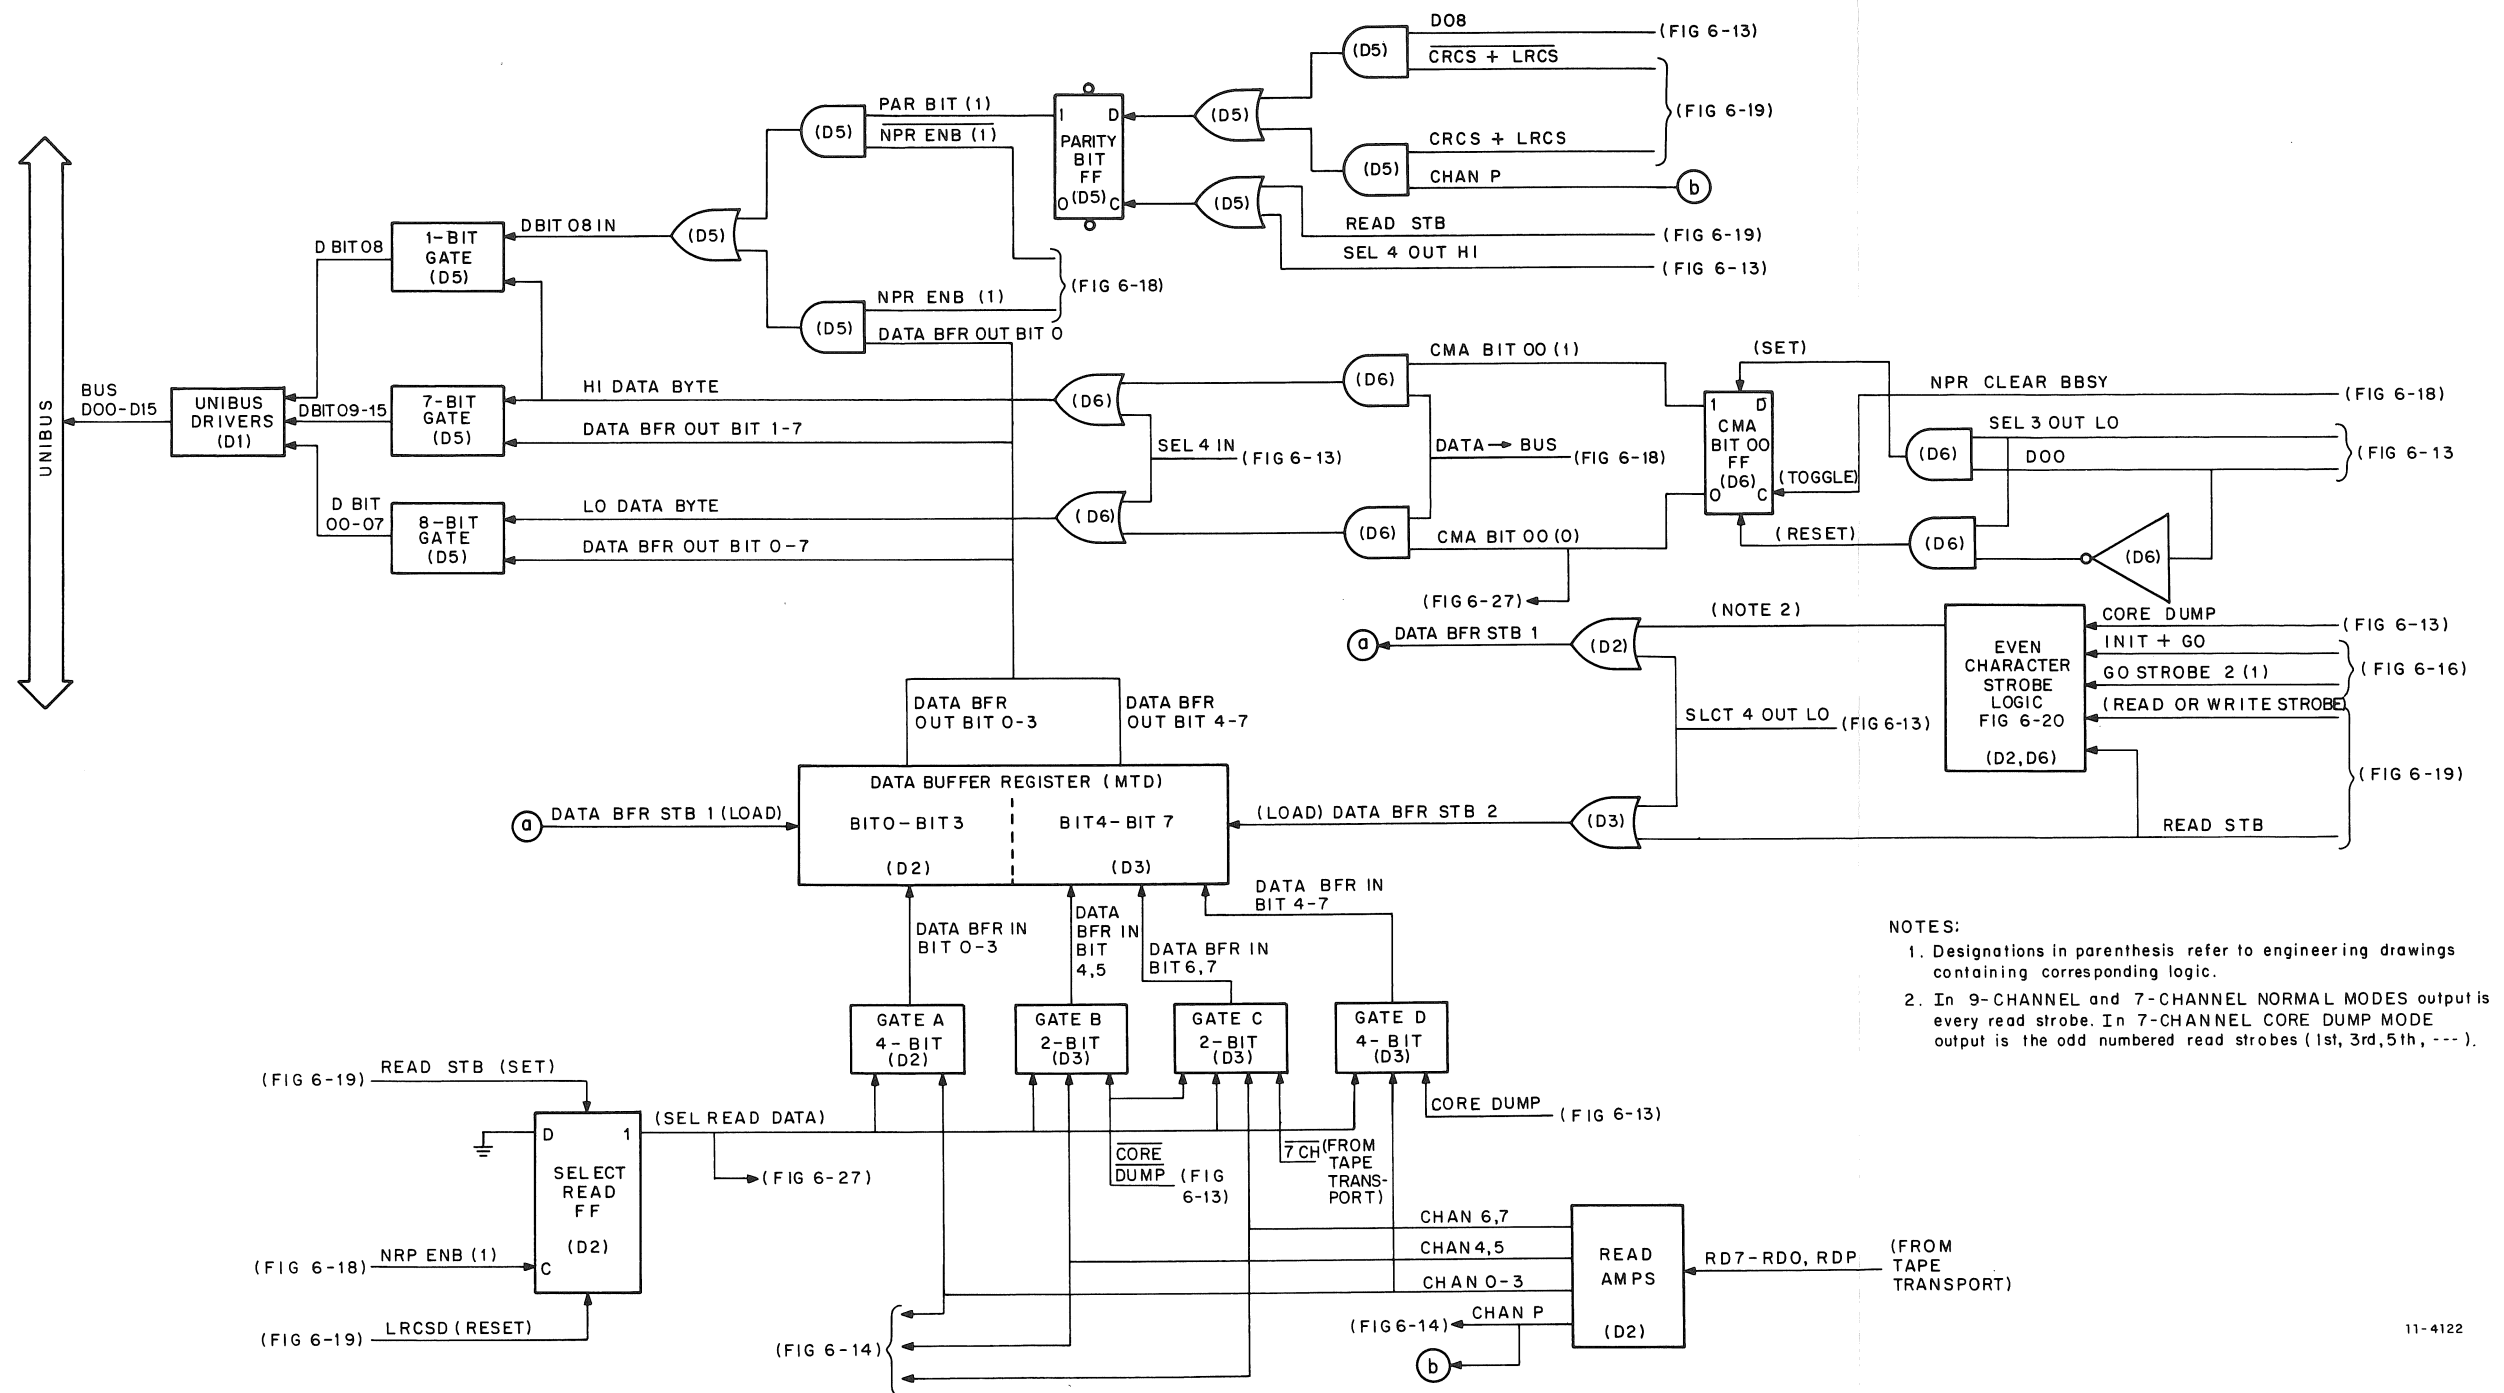 DO8
(FIG 6-13)
CRCS + LRCS
(D5)
(FIG 6-19)
CRCS + LRCS
(D5)
CHAN P
b
(D5)
PAR BIT (1)
NPR ENB (1)
(D5)
1 D
PARITY
BIT
FF
(D5)
O C
(D5)
READ STB
(FIG 6-19)
SEL 4 OUT HI
(FIG 6-13)
UNIBUS
D BIT 08
1-BIT
GATE
(D5)
DBIT 08 IN
(D5)
(FIG 6-18)
NPR ENB (1)
(D5)
DATA BFR OUT BIT 0
BUS
D00-D15
UNIBUS
DRIVERS
(D1)
DBIT 09-15
7-BIT
GATE
(D5)
HI DATA BYTE
DATA BFR OUT BIT 1-7
(D6)
SEL 4 IN
(FIG 6-13)
CMA BIT 00 (1)
(D6)
DATA → BUS
(FIG 6-18)
(SET)
1 D
CMA
BIT 00
FF
(D6)
O C
(TOGGLE)
NPR CLEAR BBSY
(FIG 6-18)
SEL 3 OUT LO
(D6)
DOO
(FIG 6-13
D BIT
00-07
8-BIT
GATE
(D5)
LO DATA BYTE
DATA BFR OUT BIT 0-7
(D6)
(D6)
CMA BIT 00 (0)
(FIG 6-27)
(RESET)
(D6)
(D6)
a
DATA BFR STB 1
(D2)
(NOTE 2)
EVEN
CHARACTER
STROBE
LOGIC
FIG 6-20
(D2, D6)
CORE DUMP
(FIG 6-13)
INIT + GO
GO STROBE 2 (1)
(FIG 6-16)
(READ OR WRITE STROBE)
(FIG 6-19)
READ STB
SLCT 4 OUT LO
(FIG 6-13)
DATA BFR
OUT BIT 0-3
DATA BFR
OUT BIT 4-7
a
DATA BFR STB 1 (LOAD)
DATA BUFFER REGISTER (MTD)
BIT0-BIT3
(D2)
BIT4-BIT 7
(D3)
(LOAD) DATA BFR STB 2
(D3)
DATA BFR IN
BIT 0-3
DATA
BFR IN
BIT
4,5
DATA BFR IN
BIT 6,7
DATA BFR IN
BIT 4-7
GATE A
4-BIT
(D2)
GATE B
2-BIT
(D3)
GATE C
2-BIT
(D3)
GATE D
4-BIT
(D3)
NOTES:
1. Designations in parenthesis refer to engineering drawings
containing corresponding logic.
2. In 9-CHANNEL and 7-CHANNEL NORMAL MODES output is
every read strobe. In 7-CHANNEL CORE DUMP MODE
output is the odd numbered read strobes (1st, 3rd, 5th, ---).
(FIG 6-19)
READ STB (SET)
D 1
SELECT
READ
FF
(D2)
C
(SEL READ DATA)
(FIG 6-27)
(FIG 6-18)
NRP ENB (1)
(FIG 6-19)
LRCSD (RESET)
CORE
DUMP
(FIG
6-13)
7 CH
(FROM
TAPE
TRANS-
PORT)
CORE DUMP
(FIG 6-13)
CHAN 6,7
CHAN 4,5
CHAN 0-3
CHAN P
(FIG 6-14)
b
READ
AMPS
(D2)
RD7-RD0, RDP
(FROM
TAPE
TRANSPORT)
(FIG 6-14)
11-4122